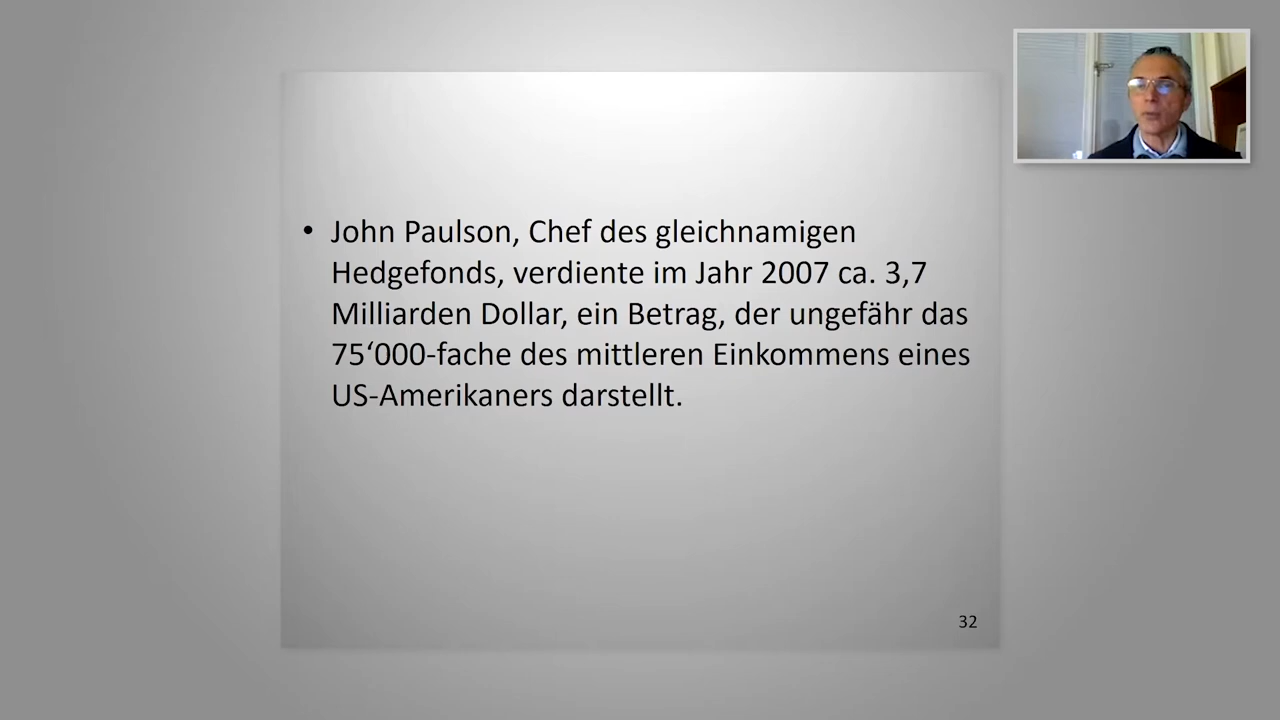 • John Paulson, Chef des gleichnamigen
Hedgefonds, verdiente im Jahr 2007 ca. 3,7
Milliarden Dollar, ein Betrag, der ungefähr das
75‘000-fache des mittleren Einkommens eines
US-Amerikaners darstellt.
32